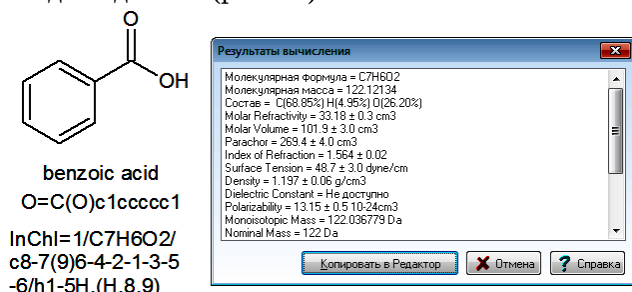 O
OH
benzoic acid
O=C(O)c1ccccc1
InChI=1/C7H6O2/
c8-7(9)6-4-2-1-3-5
-6/h1-5H,(H,8,9)
Результаты вычисления
Молекулярная формула = C7H6O2
Молекулярная масса = 122.12134
Состав = C(68.85%) H(4.95%) O(26.20%)
Molar Refractivity = 33.18 ± 0.3 cm3
Molar Volume = 101.9 ± 3.0 cm3
Parachor = 269.4 ± 4.0 cm3
Index of Refraction = 1.564 ± 0.02
Surface Tension = 48.7 ± 3.0 dyne/cm
Density = 1.197 ± 0.06 g/cm3
Dielectric Constant = Не доступно
Polarizability = 13.15 ± 0.5 10-24cm3
Monoisotopic Mass = 122.036779 Da
Nominal Mass = 122 Da
Копировать в Редактор
Отмена
? Справка